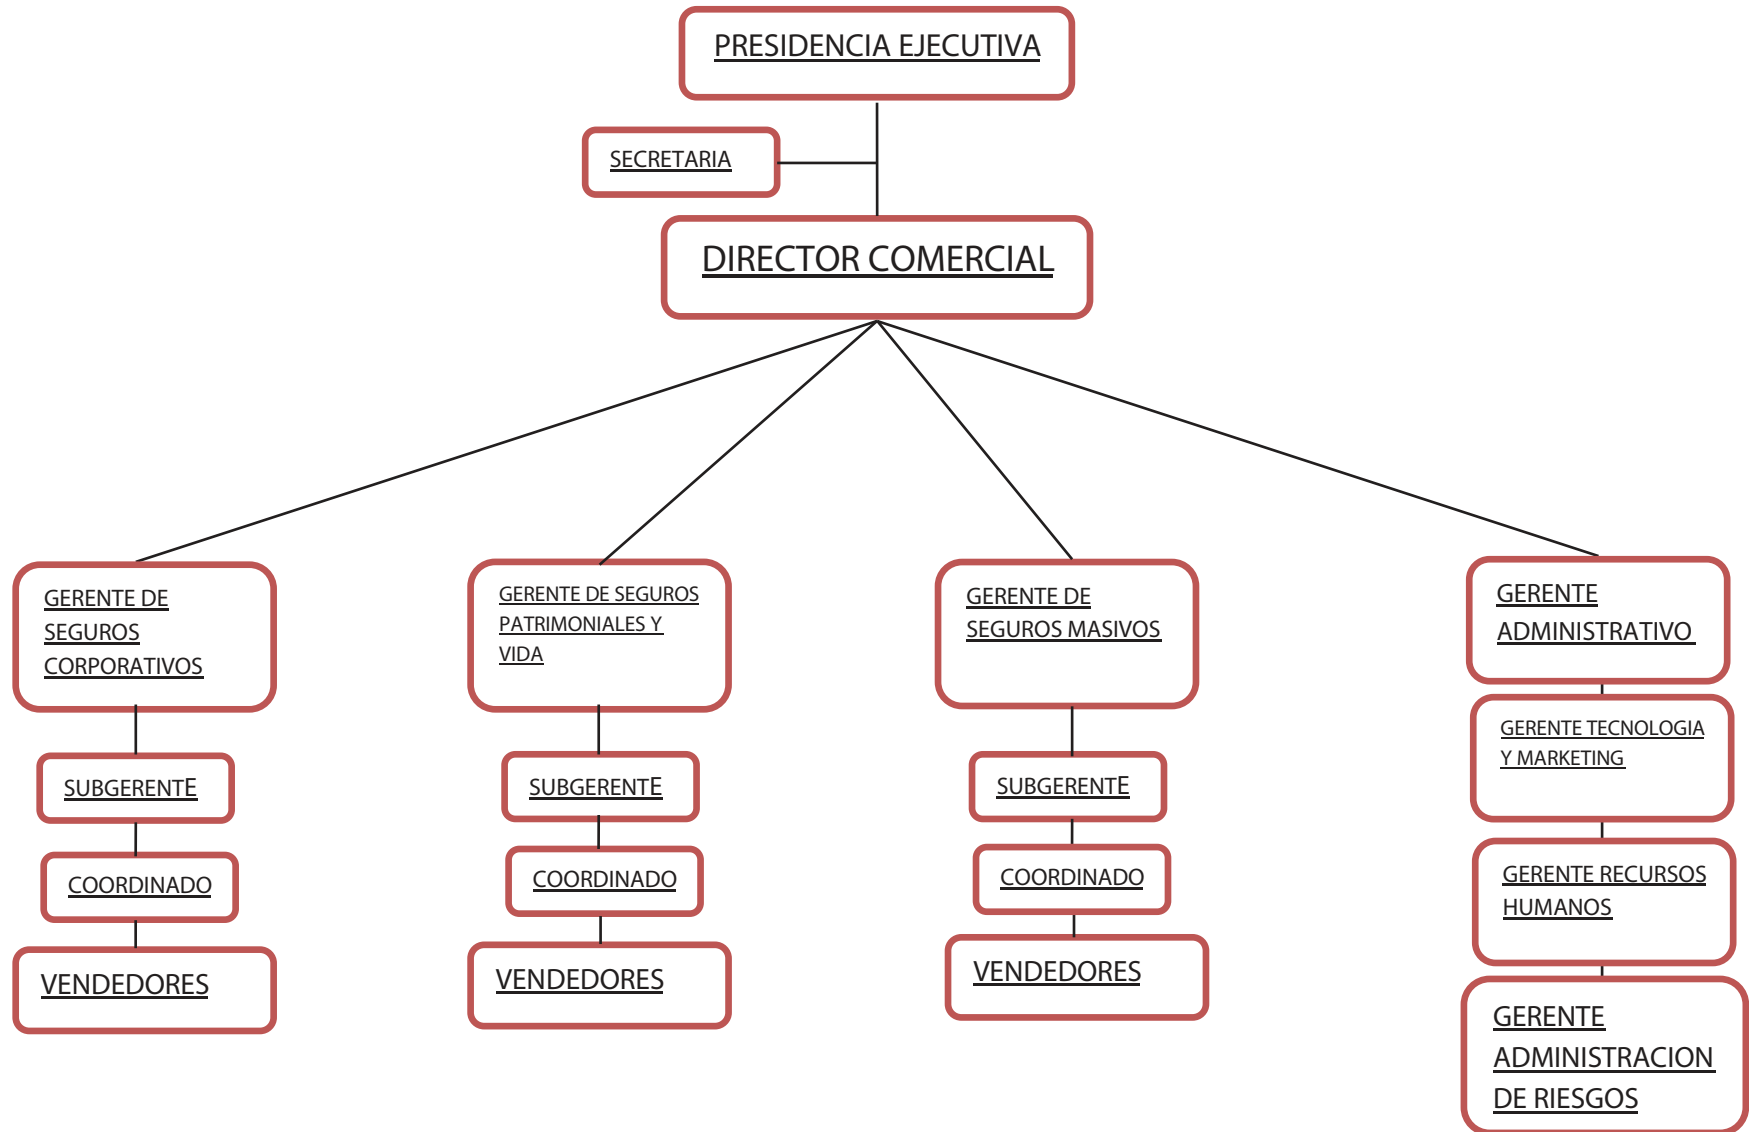 PRESIDENCIA EJECUTIVA
SECRETARIA
DIRECTOR COMERCIAL
GERENTE DE
SEGUROS
CORPORATIVOS
SUBGERENTE
COORDINADO
VENDEDORES
GERENTE DE SEGUROS
PATRIMONIALES Y
VIDA
SUBGERENTE
COORDINADO
VENDEDORES
GERENTE DE
SEGUROS MASIVOS
SUBGERENTE
COORDINADO
VENDEDORES
GERENTE
ADMINISTRATIVO
GERENTE TECNOLOGIA
Y MARKETING
GERENTE RECURSOS
HUMANOS
GERENTE
ADMINISTRACION
DE RIESGOS